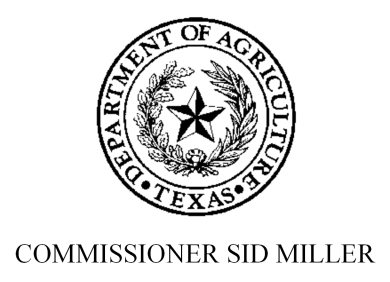 DEPARTMENT OF AGRICULTURE
•TEXAS•
COMMISSIONER SID MILLER